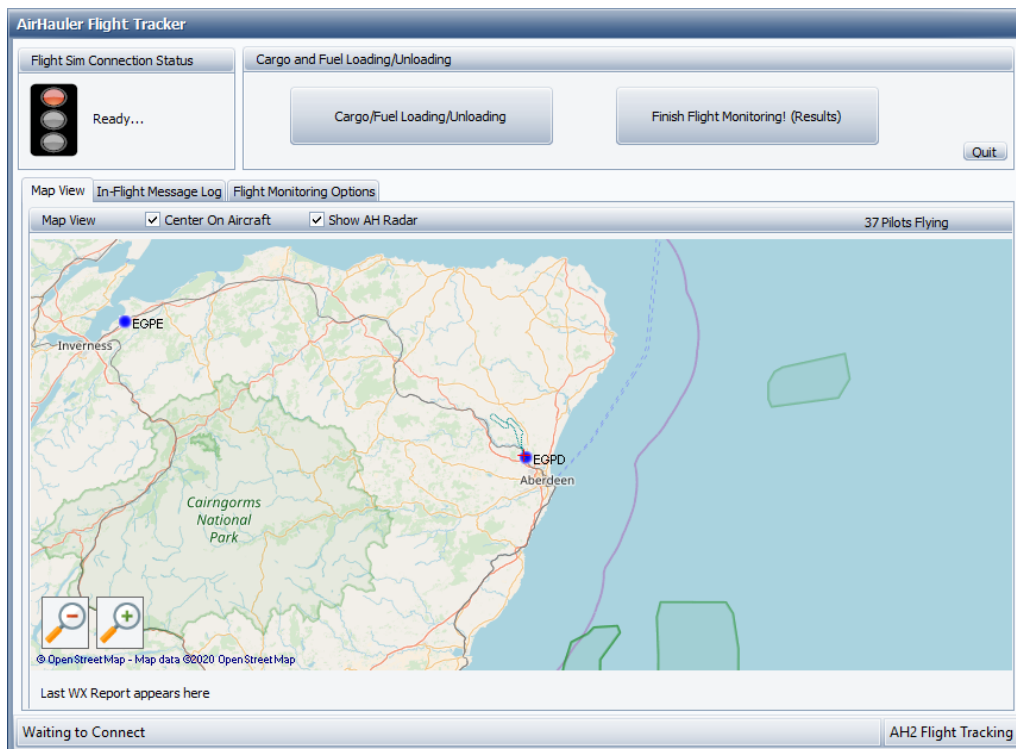 AirHauler Flight Tracker
Flight Sim Connection Status
Cargo and Fuel Loading/Unloading
Ready...
Cargo/Fuel Loading/Unloading
Finish Flight Monitoring! (Results)
Quit
Map View
In-Flight Message Log
Flight Monitoring Options
Map View
Center On Aircraft
Show AH Radar
37 Pilots Flying
EGPE
Inverness
EGPD
Aberdeen
Cairngorms
National
Park
© OpenStreetMap - Map data ©2020 OpenStreetMap
Last WX Report appears here
Waiting to Connect
AH2 Flight Tracking